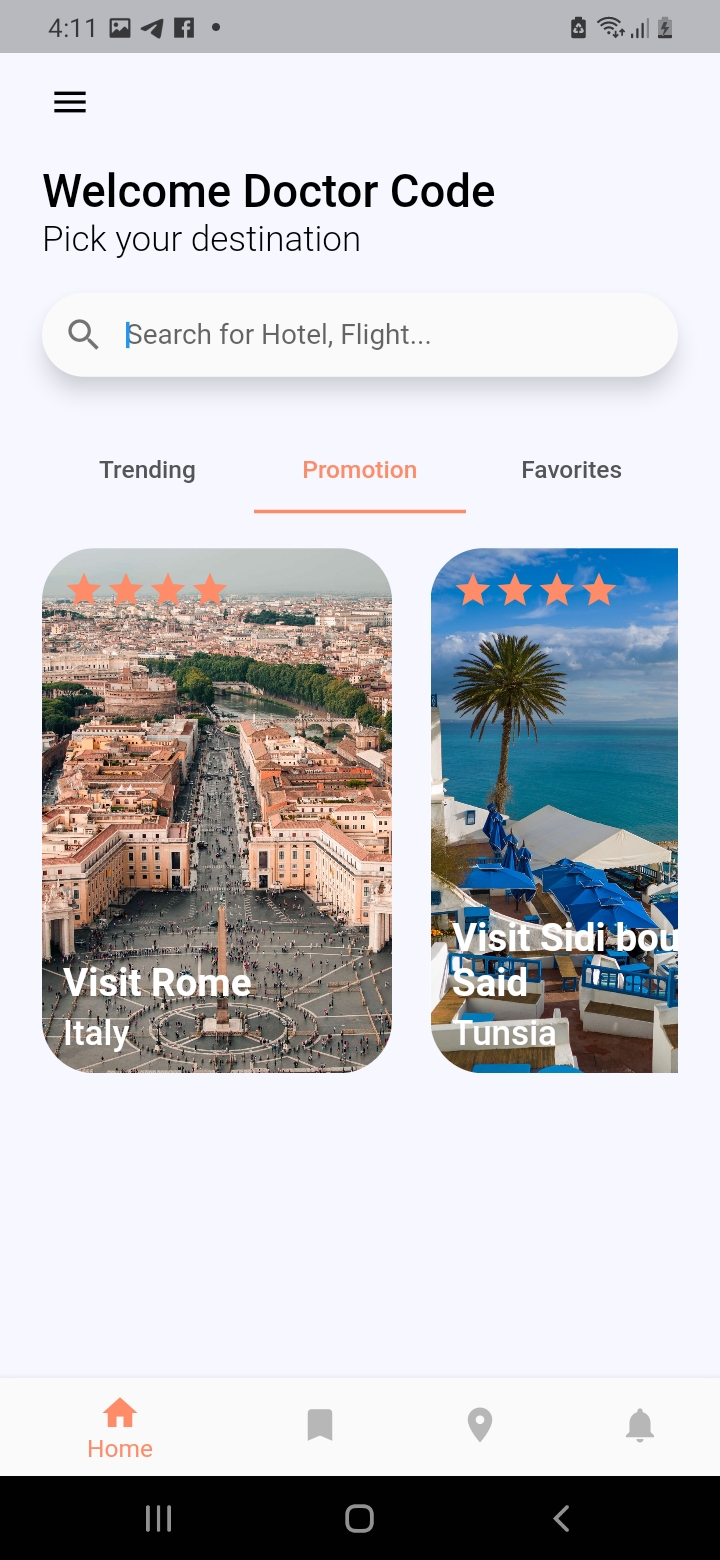 4:11
Welcome Doctor Code
Pick your destination
Search for Hotel, Flight...
Trending Promotion Favorites
Visit Rome
Italy
Visit Sidi bou
Said
Tunsia
Home